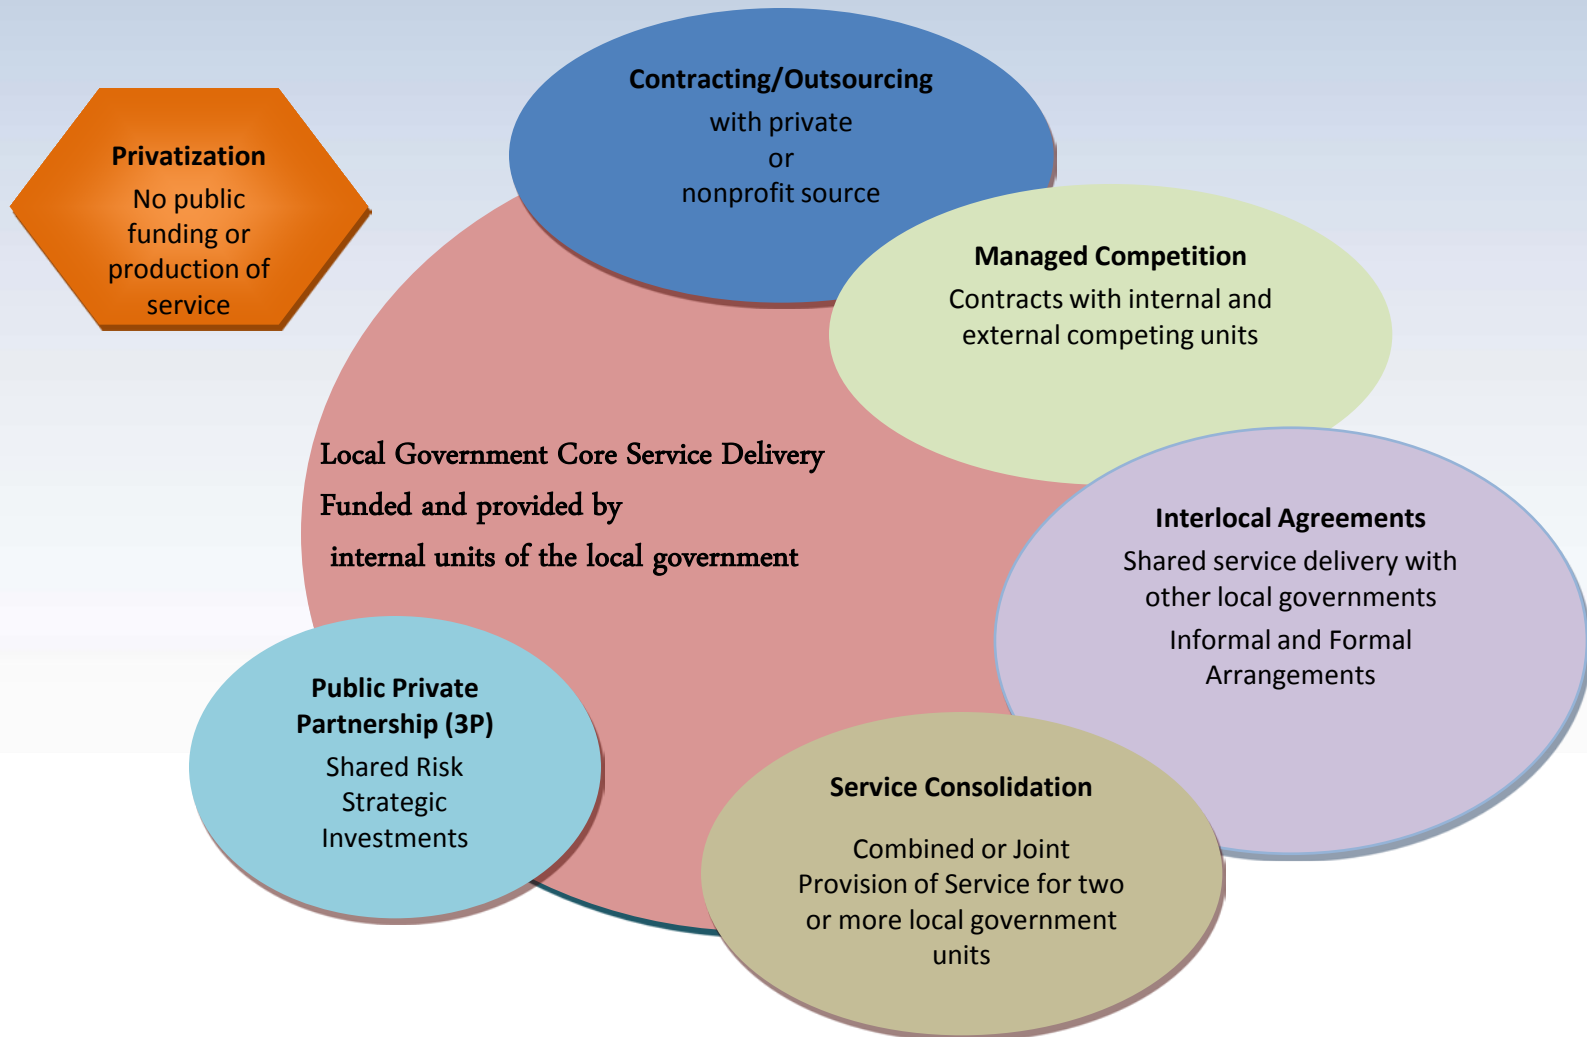 Contracting/Outsourcing
with private
or
nonprofit source
Privatization
No public
funding or
production of
service
Managed Competition
Contracts with internal and
external competing units
Local Government Core Service Delivery
Funded and provided by
internal units of the local government
Interlocal Agreements
Shared service delivery with
other local governments
Informal and Formal
Arrangements
Public Private
Partnership (3P)
Shared Risk
Strategic
Investments
Service Consolidation
Combined or Joint
Provision of Service for two
or more local government
units